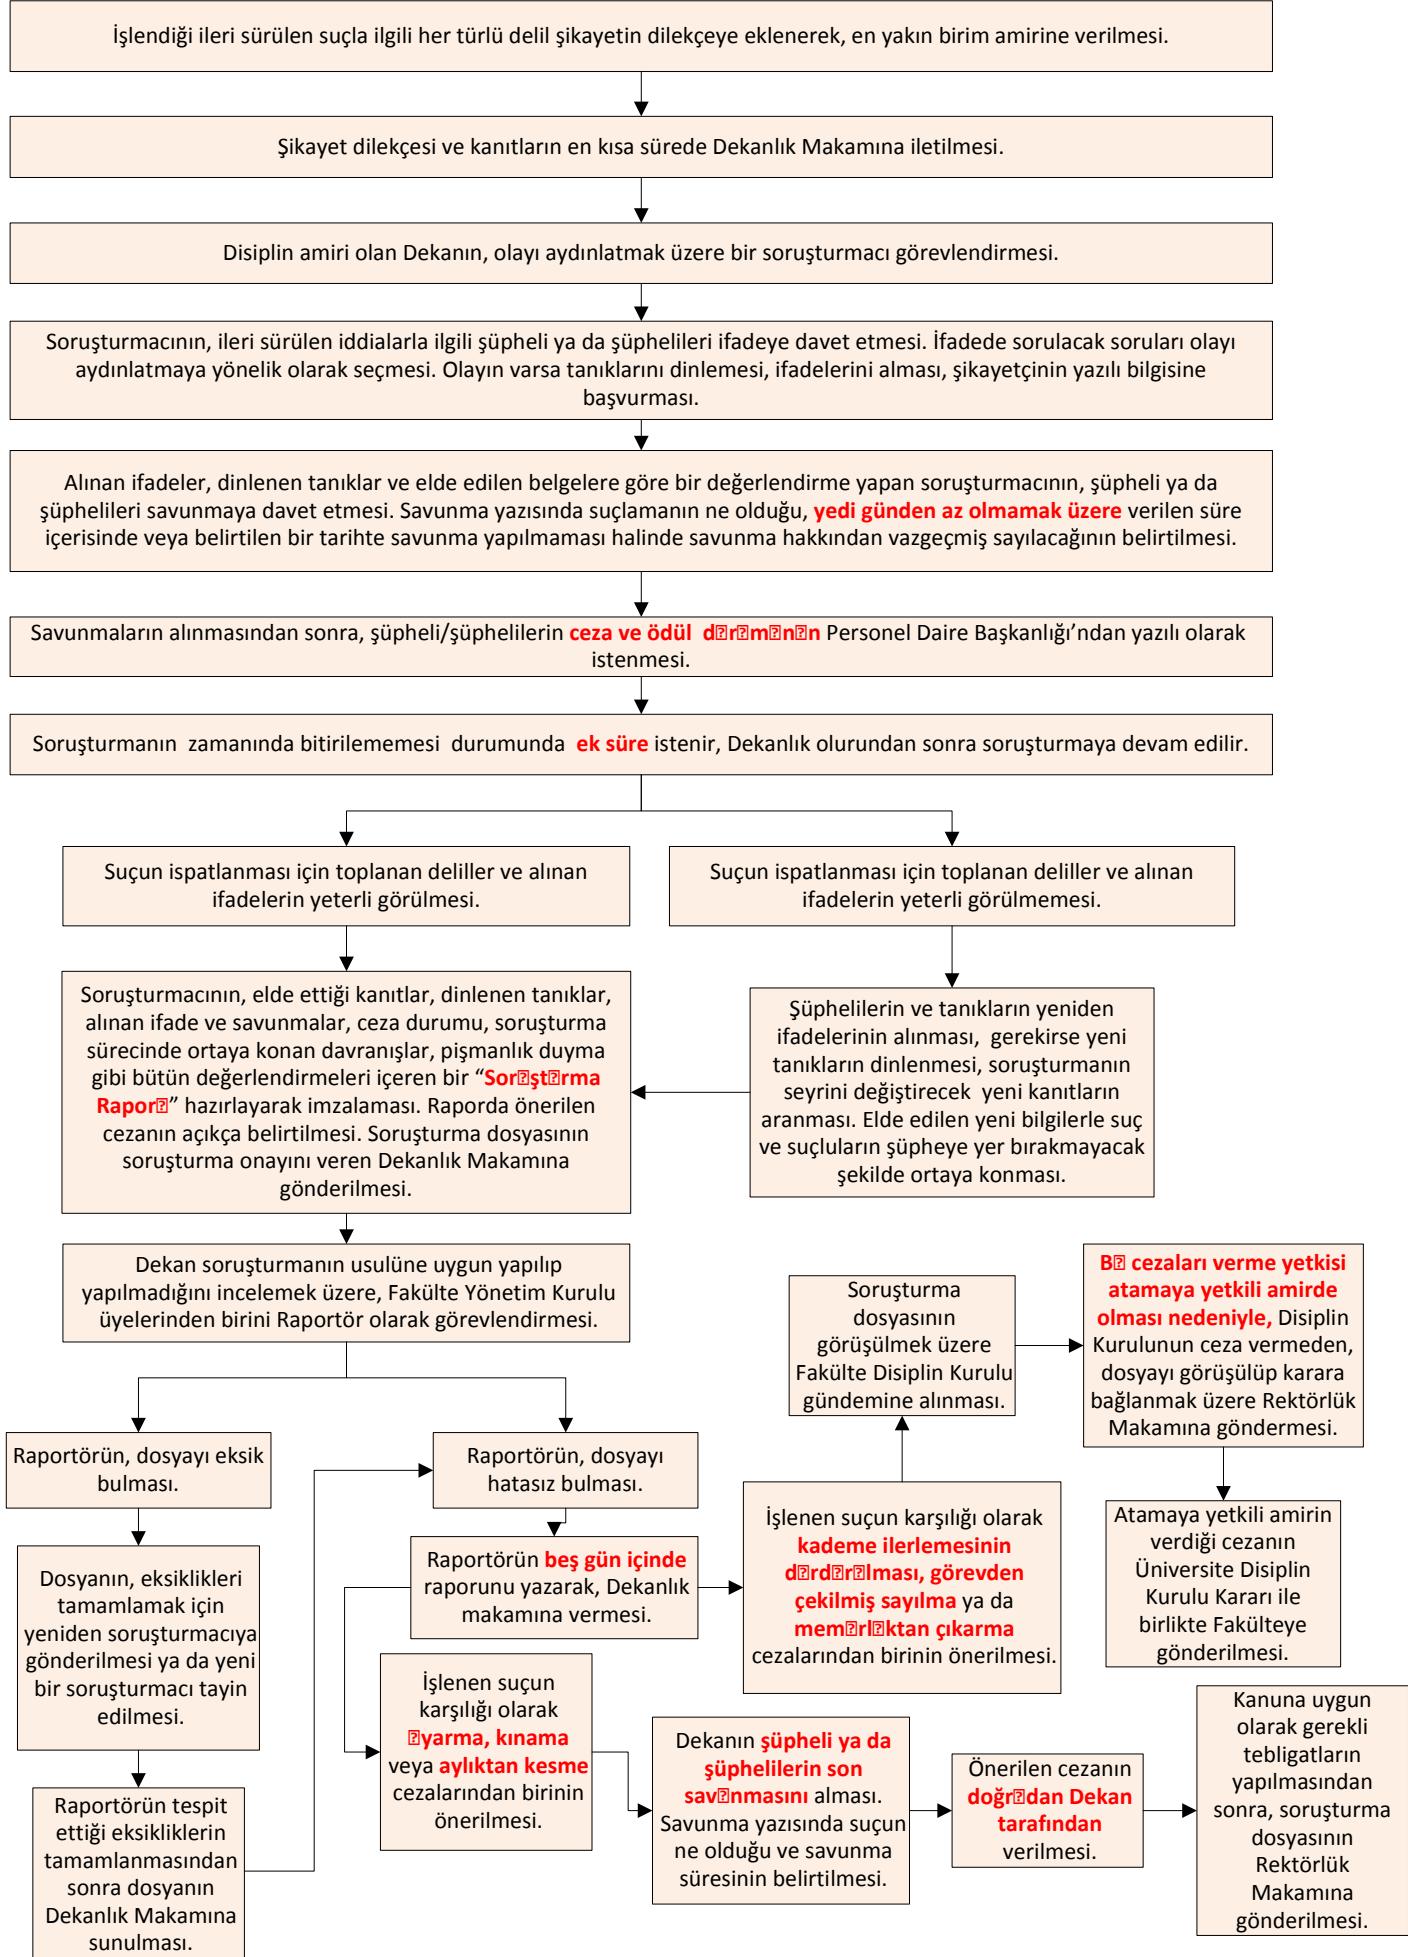 İşlendiği ileri sürülen suçla ilgili her türlü delil şikayetin dilekçeye eklenerek, en yakın birim amirine verilmesi.
Şikayet dilekçesi ve kanıtların en kısa sürede Dekanlık Makamına iletilmesi.
Disiplin amiri olan Dekanın, olayı aydınlatmak üzere bir soruşturmacı görevlendirmesi.
Soruşturmacının, ileri sürülen iddialarla ilgili şüpheli ya da şüphelileri ifadeye davet etmesi. İfadede sorulacak soruları olayı
aydınlatmaya yönelik olarak seçmesi. Olayın varsa tanıklarını dinlemesi, ifadelerini alması, şikayetçinin yazılı bilgisine
başvurması.
Alınan ifadeler, dinlenen tanıklar ve elde edilen belgelere göre bir değerlendirme yapan soruşturmacının, şüpheli ya da
şüphelileri savunmaya davet etmesi. Savunma yazısında suçlamanın ne olduğu, yedi günden az olmamak üzere verilen süre
içerisinde veya belirtilen bir tarihte savunma yapılmaması halinde savunma hakkından vazgeçmiş sayılacağının belirtilmesi.
Savunmaların alınmasından sonra, şüpheli/şüphelilerin ceza ve ödül d⍰r⍰m⍰n⍰n Personel Daire Başkanlığı’ndan yazılı olarak
istenmesi.
Soruşturmanın zamanında bitirilememesi durumunda ek süre istenir, Dekanlık olurundan sonra soruşturmaya devam edilir.
Suçun ispatlanması için toplanan deliller ve alınan
ifadelerin yeterli görülmesi.
Suçun ispatlanması için toplanan deliller ve alınan
ifadelerin yeterli görülmemesi.
Soruşturmacının, elde ettiği kanıtlar, dinlenen tanıklar,
alınan ifade ve savunmalar, ceza durumu, soruşturma
sürecinde ortaya konan davranışlar, pişmanlık duyma
gibi bütün değerlendirmeleri içeren bir “Sor⍰şt⍰rma
Rapor⍰” hazırlayarak imzalaması. Raporda önerilen
cezanın açıkça belirtilmesi. Soruşturma dosyasının
soruşturma onayını veren Dekanlık Makamına
gönderilmesi.
Şüphelilerin ve tanıkların yeniden
ifadelerinin alınması, gerekirse yeni
tanıkların dinlenmesi, soruşturmanın
seyrini değiştirecek yeni kanıtların
aranması. Elde edilen yeni bilgilerle suç
ve suçluların şüpheye yer bırakmayacak
şekilde ortaya konması.
Dekan soruşturmanın usulüne uygun yapılıp
yapılmadığını incelemek üzere, Fakülte Yönetim Kurulu
üyelerinden birini Raportör olarak görevlendirmesi.
Soruşturma
dosyasının
görüşülmek üzere
Fakülte Disiplin Kurulu
gündemine alınması.
B⍰ cezaları verme yetkisi
atamaya yetkili amirde
olması nedeniyle, Disiplin
Kurulunun ceza vermeden,
dosyayı görüşülüp karara
bağlanmak üzere Rektörlük
Makamına göndermesi.
Raportörün, dosyayı eksik
bulması.
Raportörün, dosyayı
hatasız bulması.
İşlenen suçun karşılığı olarak
kademe ilerlemesinin
d⍰rd⍰r⍰lması, görevden
çekilmiş sayılma ya da
mem⍰rl⍰ktan çıkarma
cezalarından birinin önerilmesi.
Atamaya yetkili amirin
verdiği cezanın
Üniversite Disiplin
Kurulu Kararı ile
birlikte Fakülteye
gönderilmesi.
Dosyanın, eksiklikleri
tamamlamak için
yeniden soruşturmacıya
gönderilmesi ya da yeni
bir soruşturmacı tayin
edilmesi.
Raportörün beş gün içinde
raporunu yazarak, Dekanlık
makamına vermesi.
İşlenen suçun
karşılığı olarak
⍰yarma, kınama
veya aylıktan kesme
cezalarından birinin
önerilmesi.
Dekanın şüpheli ya da
şüphelilerin son
sav⍰nmasını alması.
Savunma yazısında suçun
ne olduğu ve savunma
süresinin belirtilmesi.
Önerilen cezanın
doğr⍰dan Dekan
tarafından
verilmesi.
Kanuna uygun
olarak gerekli
tebligatların
yapılmasından
sonra, soruşturma
dosyasının
Rektörlük
Makamına
gönderilmesi.
Raportörün tespit
ettiği eksikliklerin
tamamlanmasından
sonra dosyanın
Dekanlık Makamına
sunulması.